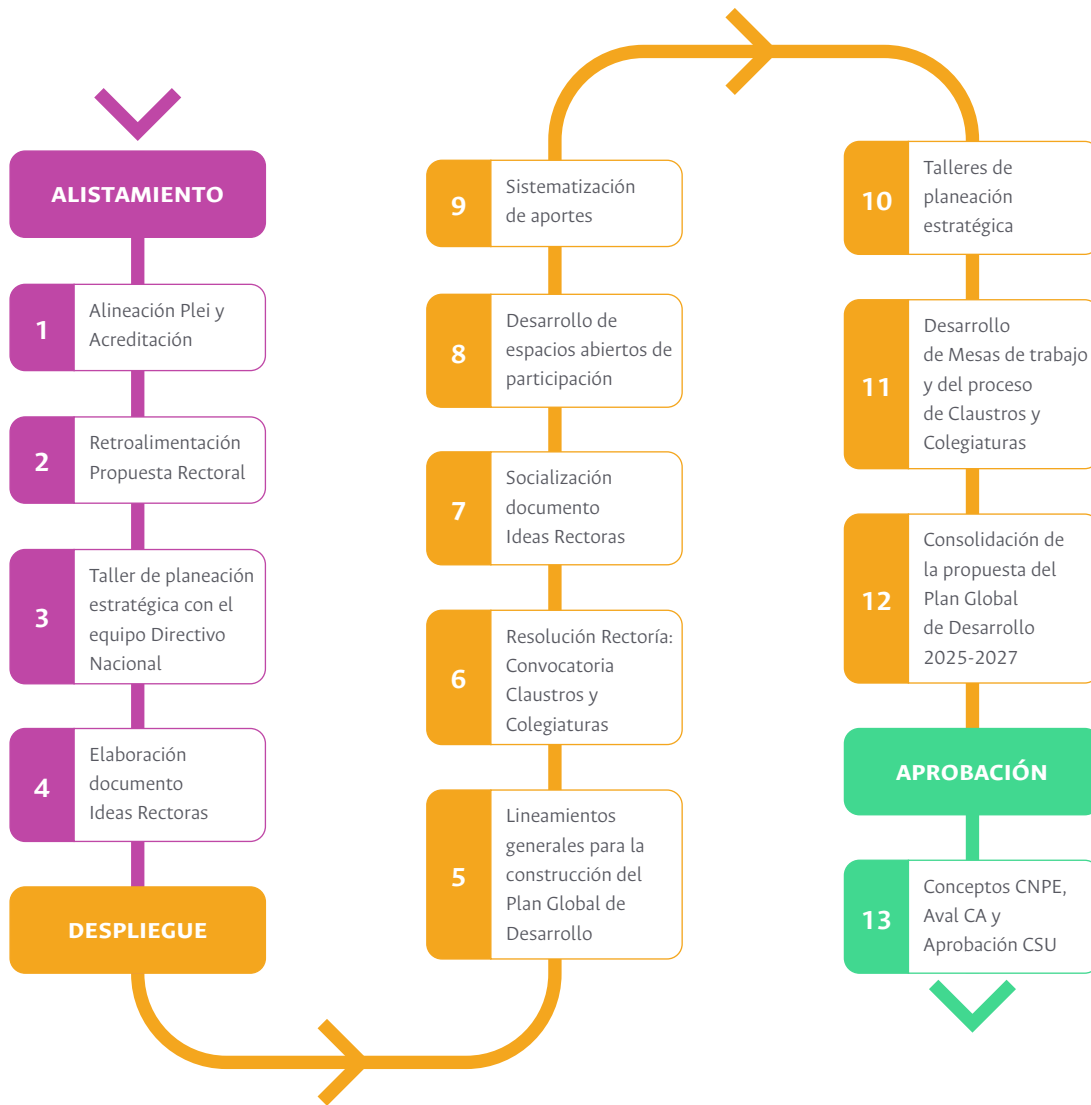 ALISTAMIENTO
1
Alineación Plei y
Acreditación
2
Retroalimentación
Propuesta Rectoral
3
Taller de planeación
estratégica con el
equipo Directivo
Nacional
4
Elaboración
documento
Ideas Rectoras
DESPLIEGUE
5
Lineamientos
generales para la
construcción del
Plan Global de
Desarrollo
6
Resolución Rectoría:
Convocatoria
Claustros y
Colegiaturas
7
Socialización
documento
Ideas Rectoras
8
Desarrollo de
espacios abiertos de
participación
9
Sistematización
de aportes
10
Talleres de
planeación
estratégica
11
Desarrollo
de Mesas de trabajo
y del proceso
de Claustros y
Colegiaturas
12
Consolidación de
la propuesta del
Plan Global
de Desarrollo
2025-2027
APROBACIÓN
13
Conceptos CNPE,
Aval CA y
Aprobación CSU